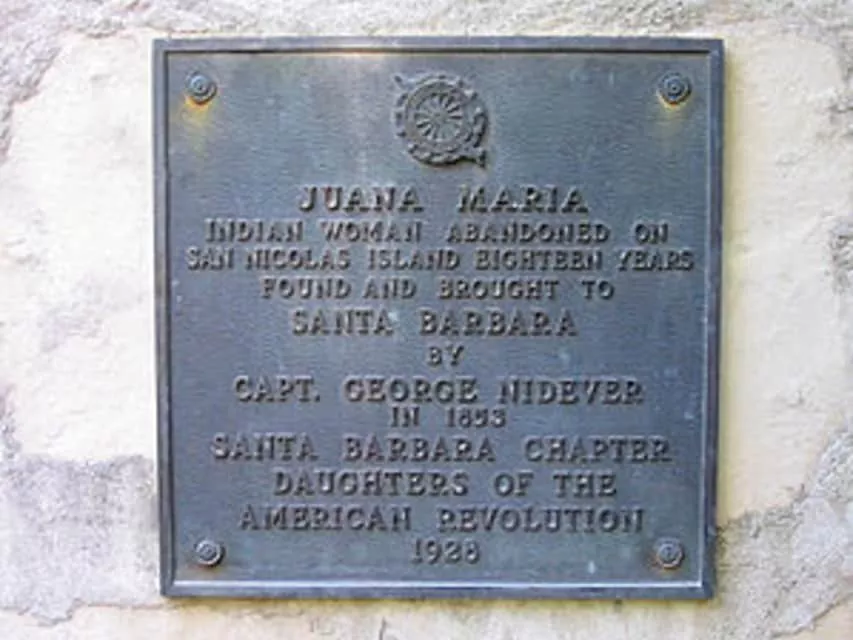 JUANA MARIA
INDIAN WOMAN ABANDONED ON
SAN NICOLAS ISLAND EIGHTEEN YEARS
FOUND AND BROUGHT TO
SANTA BARBARA
BY
CAPT. GEORGE NIDEVER
IN 1853
SANTA BARBARA CHAPTER
DAUGHTERS OF THE
AMERICAN REVOLUTION
1928